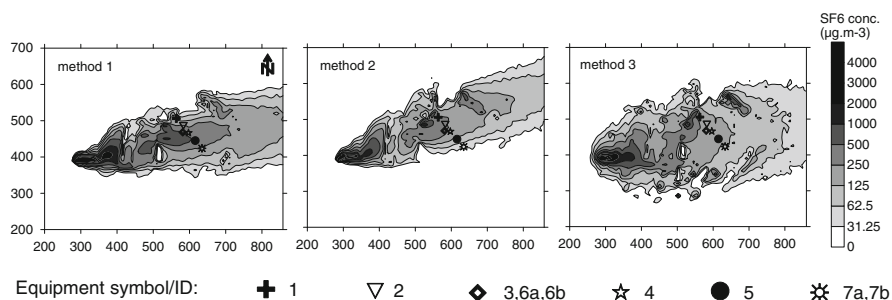 SF6 conc.
(µg.m-3)
method 1
N
method 2
method 3
700
600
500
400
300
200
200 300 400 500 600 700 800
200 300 400 500 600 700 800
200 300 400 500 600 700 800
4000
3000
2000
1000
500
250
125
62.5
31.25
0
Equipment symbol/ID: 1 2 3,6a,6b 4 5 7a,7b